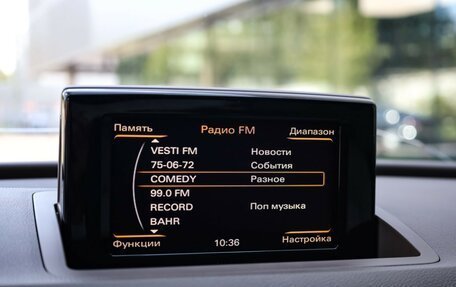 Память Радио FM Диапазон
VESTI FM Новости
75-06-72 События
COMEDY Разное
99.0 FM
RECORD Поп музыка
BAHR
Функции 10:36 Настройка